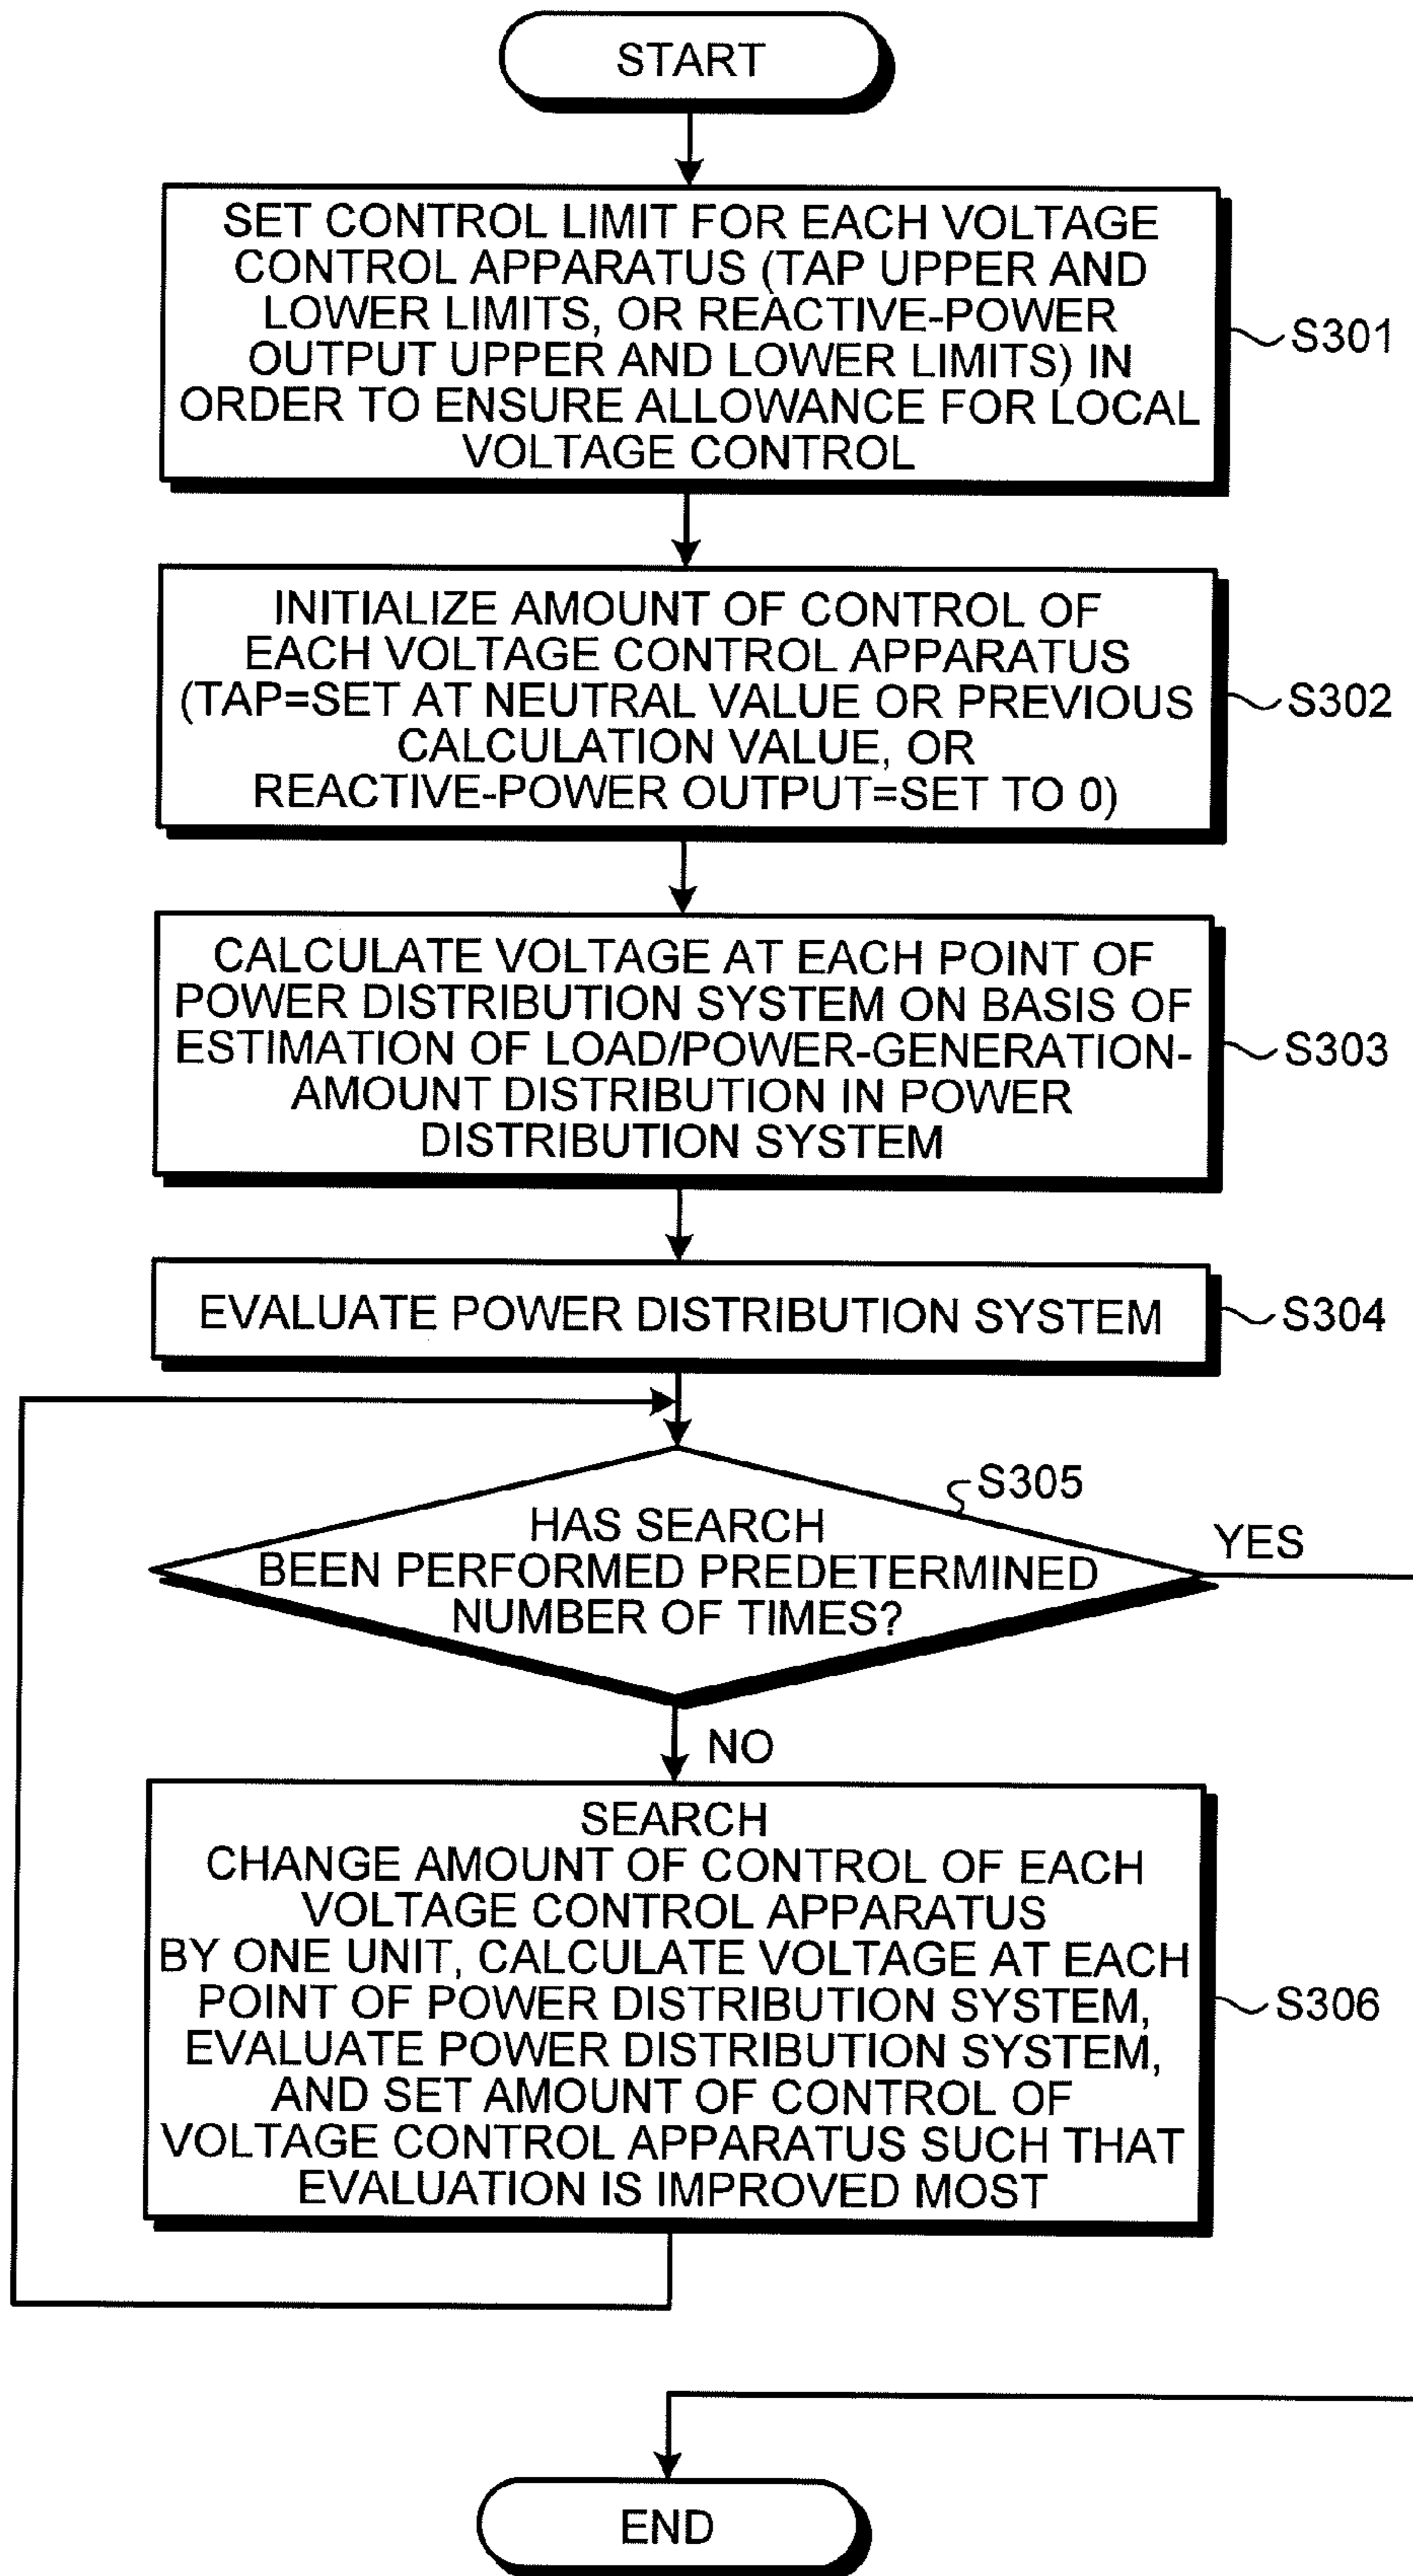 START
SET CONTROL LIMIT FOR EACH VOLTAGE
CONTROL APPARATUS (TAP UPPER AND
LOWER LIMITS, OR REACTIVE-POWER
OUTPUT UPPER AND LOWER LIMITS) IN
ORDER TO ENSURE ALLOWANCE FOR LOCAL
VOLTAGE CONTROL
S301
INITIALIZE AMOUNT OF CONTROL OF
EACH VOLTAGE CONTROL APPARATUS
(TAP=SET AT NEUTRAL VALUE OR PREVIOUS
CALCULATION VALUE, OR
REACTIVE-POWER OUTPUT=SET TO 0)
S302
CALCULATE VOLTAGE AT EACH POINT OF
POWER DISTRIBUTION SYSTEM ON BASIS OF
ESTIMATION OF LOAD/POWER-GENERATION-
AMOUNT DISTRIBUTION IN POWER
DISTRIBUTION SYSTEM
S303
EVALUATE POWER DISTRIBUTION SYSTEM
S304
S305
HAS SEARCH
BEEN PERFORMED PREDETERMINED
NUMBER OF TIMES?
YES
NO
SEARCH
CHANGE AMOUNT OF CONTROL OF EACH
VOLTAGE CONTROL APPARATUS
BY ONE UNIT, CALCULATE VOLTAGE AT EACH
POINT OF POWER DISTRIBUTION SYSTEM,
EVALUATE POWER DISTRIBUTION SYSTEM,
AND SET AMOUNT OF CONTROL OF
VOLTAGE CONTROL APPARATUS SUCH THAT
EVALUATION IS IMPROVED MOST
S306
END